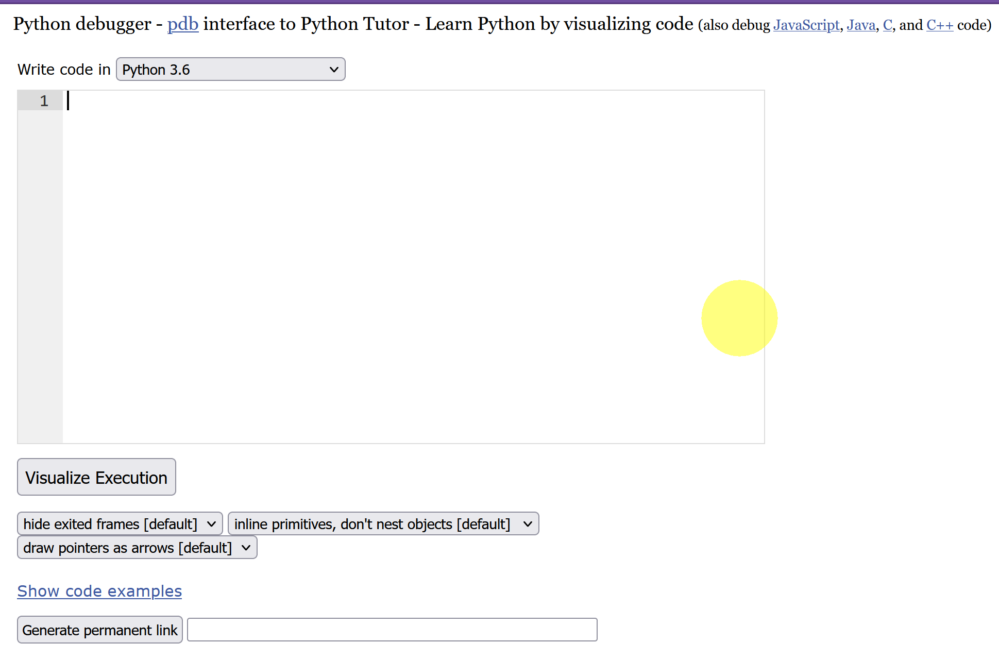 Python debugger - pdb interface to Python Tutor - Learn Python by visualizing code (also debug JavaScript, Java, C, and C++ code)
Write code in Python 3.6
1
Visualize Execution
hide exited frames [default] inline primitives, don't nest objects [default]
draw pointers as arrows [default]
Show code examples
Generate permanent link